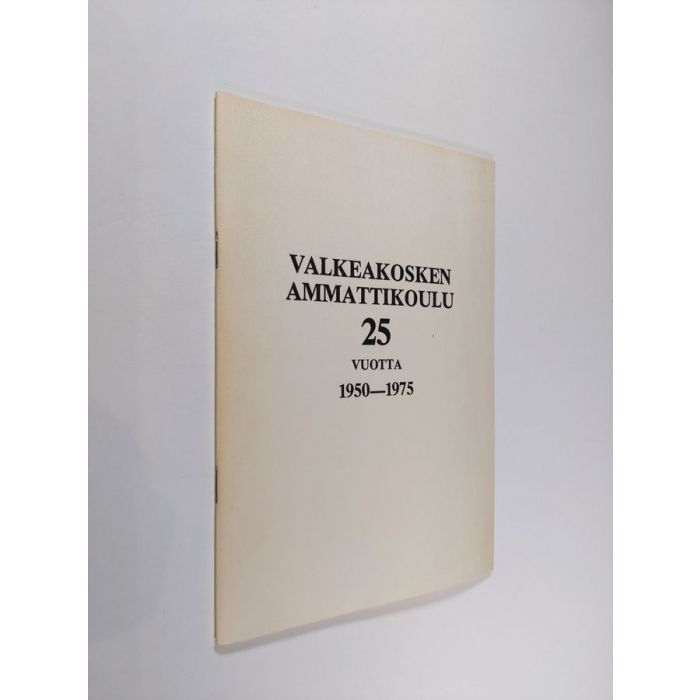 VALKEAKOSKEN
AMMATTIKOULU
25
VUOTTA
1950—1975